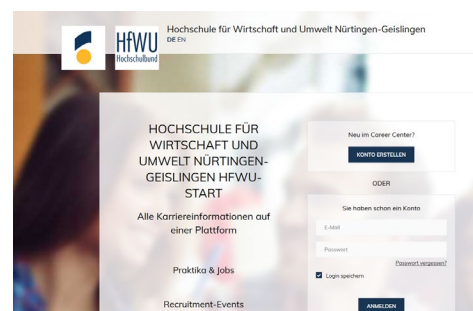 HfWU
Hochschulbund
Hochschule für Wirtschaft und Umwelt Nürtingen-Geislingen
DE EN
HOCHSCHULE FÜR
WIRTSCHAFT UND
UMWELT NÜRTINGEN-
GEISLINGEN HFWU-
START
Alle Karriereinformationen auf
einer Plattform
Praktika & Jobs
Recruitment-Events
Neu im Career Center?
KONTO ERSTELLEN
ODER
Sie haben schon ein Konto
E-Mail
Passwort
Passwort vergessen?
Login speichern
ANMELDEN